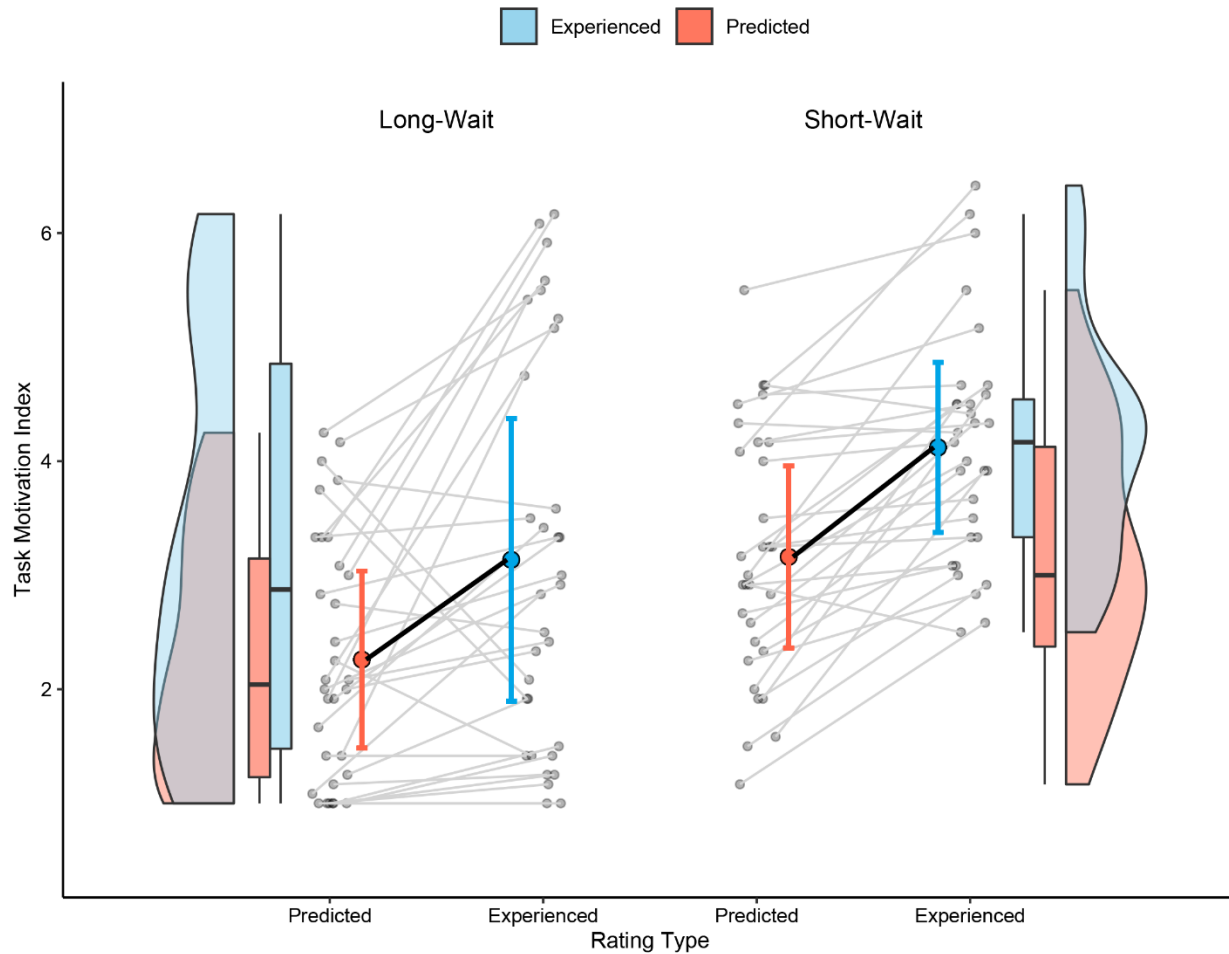 Experienced Predicted
Long-Wait Short-Wait
Task Motivation Index
6
4
2
Predicted Experienced Predicted Experienced
Rating Type